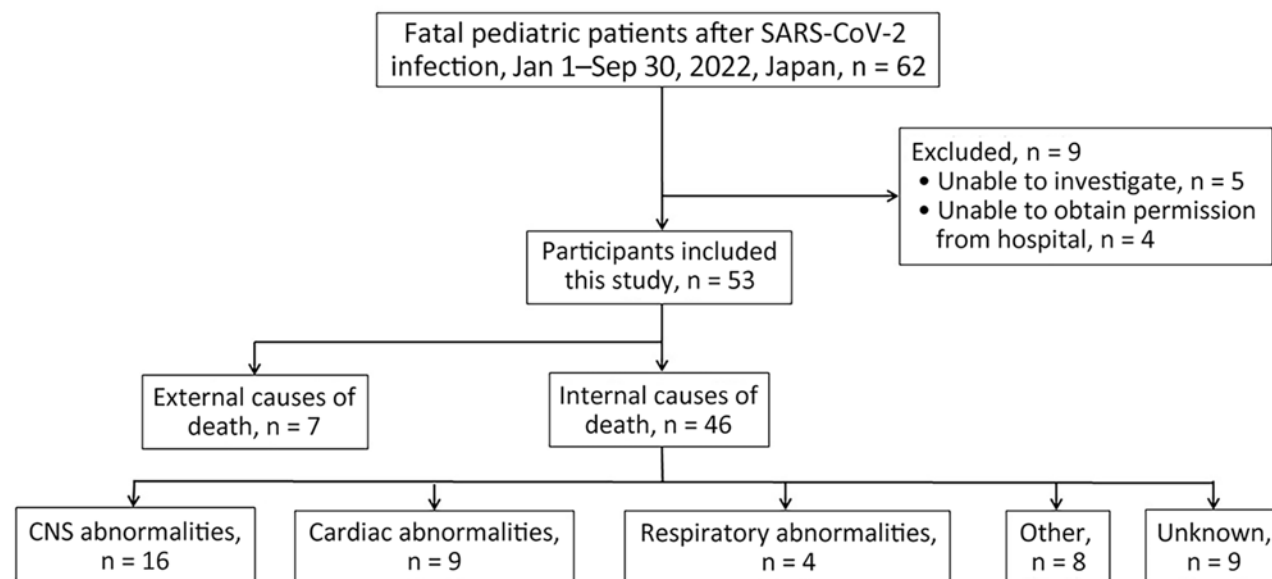 Fatal pediatric patients after SARS-CoV-2
infection, Jan 1–Sep 30, 2022, Japan, n = 62
Excluded, n = 9
• Unable to investigate, n = 5
• Unable to obtain permission
from hospital, n = 4
Participants included
this study, n = 53
External causes of
death, n = 7
Internal causes of
death, n = 46
CNS abnormalities,
n = 16
Cardiac abnormalities,
n = 9
Respiratory abnormalities,
n = 4
Other,
n = 8
Unknown,
n = 9